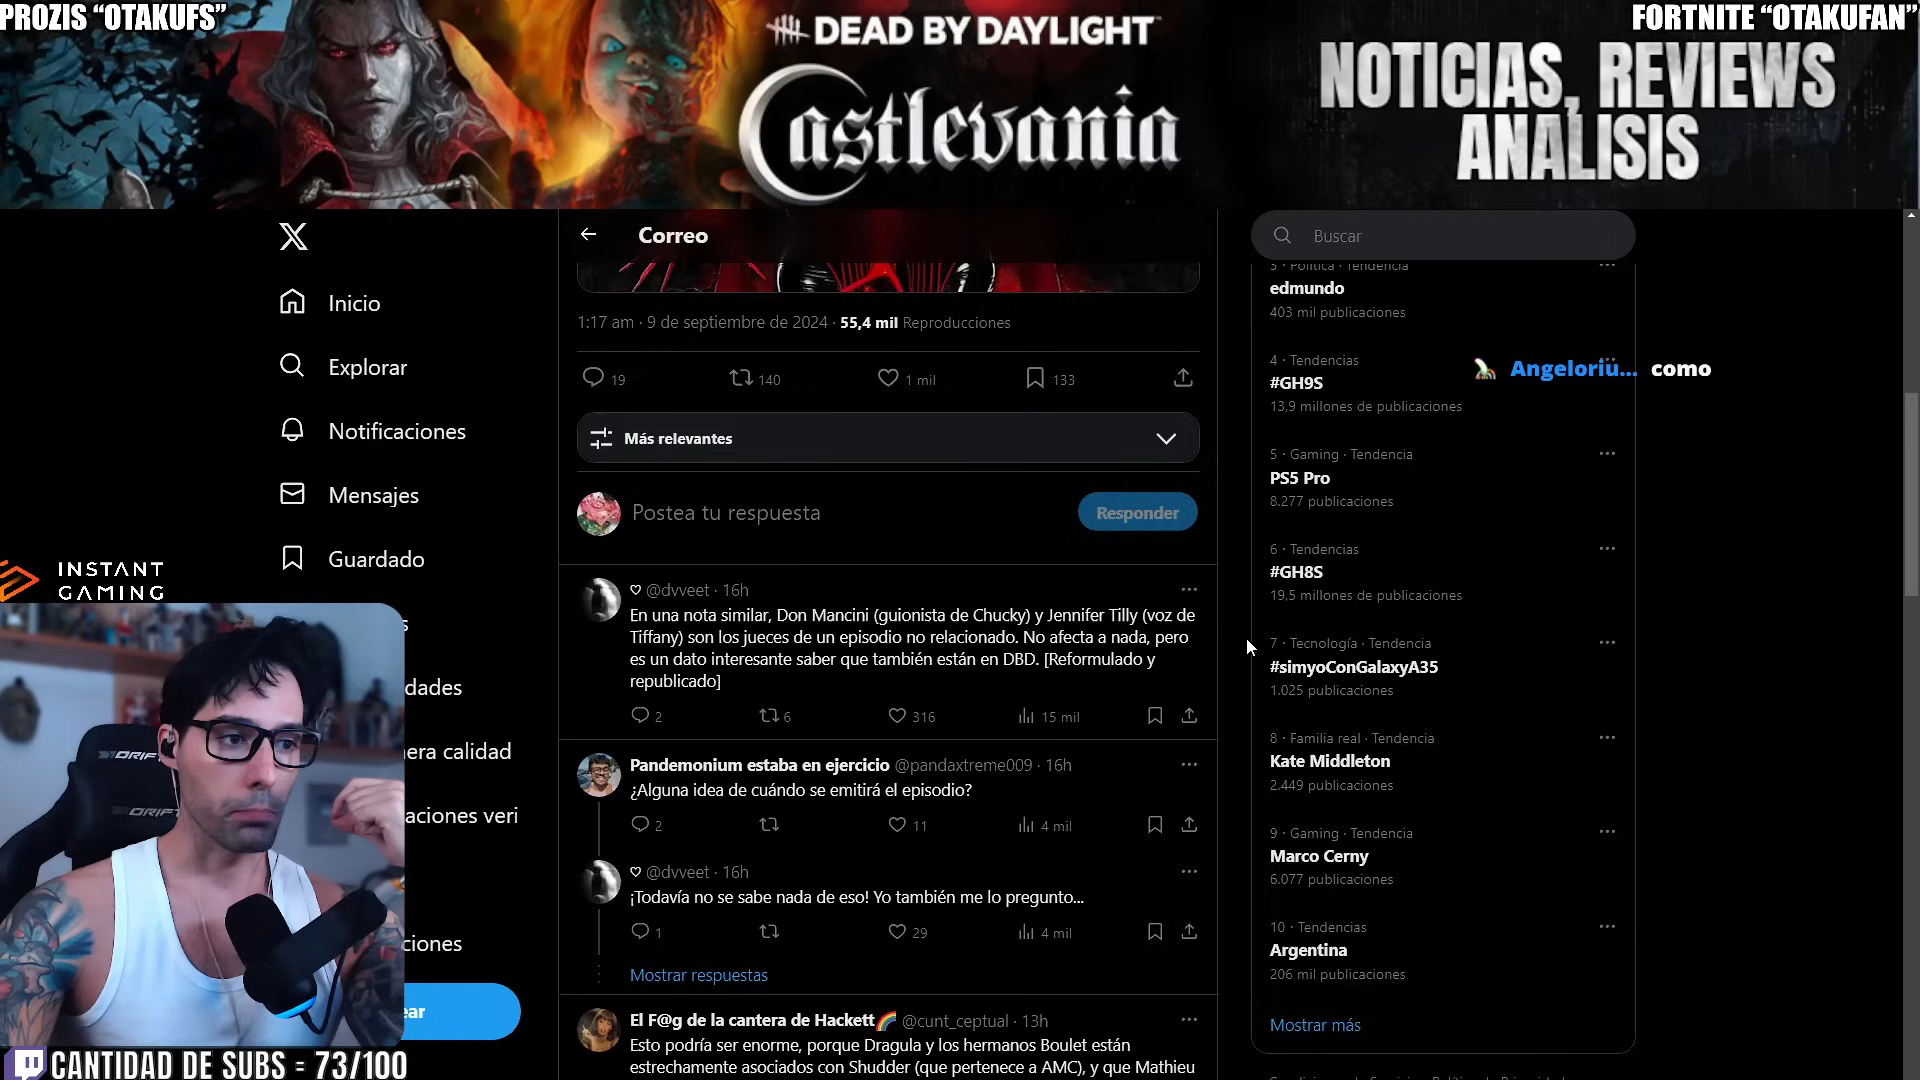 PROZIS “OTAKUFS”
DEAD BY DAYLIGHT
Castlevania
FORTNITE “OTAKUFAN”
NOTICIAS, REVIEWS
ANALISIS
Correo
Inicio
Explorar
Notificaciones
Mensajes
Guardado
dades
era calidad
aciones veri
ciones
ear
INSTANT
GAMING
DRIFT
DRIFT
CANTIDAD DE SUBS = 73/100
1:17 am · 9 de septiembre de 2024 · 55,4 mil Reproducciones
19 140 1 mil 133
Más relevantes
Postea tu respuesta
Responder
♡ @dvveet · 16h
En una nota similar, Don Mancini (guionista de Chucky) y Jennifer Tilly (voz de
Tiffany) son los jueces de un episodio no relacionado. No afecta a nada, pero
es un dato interesante saber que también están en DBD. [Reformulado y
republicado]
2 6 316 15 mil
Pandemonium estaba en ejercicio @pandaxtreme009 · 16h
¿Alguna idea de cuándo se emitirá el episodio?
2 11 4 mil
♡ @dvveet · 16h
¡Todavía no se sabe nada de eso! Yo también me lo pregunto...
1 29 4 mil
Mostrar respuestas
El F@g de la cantera de Hackett🌈 @cunt_ceptual · 13h
Esto podría ser enorme, porque Dragula y los hermanos Boulet están
estrechamente asociados con Shudder (que pertenece a AMC), y que Mathieu
Buscar
3 · Política · Tendencia
edmundo
403 mil publicaciones
4 · Tendencias
#GH9S
13,9 millones de publicaciones
Angeloriu... como
5 · Gaming · Tendencia
PS5 Pro
8.277 publicaciones
6 · Tendencias
#GH8S
19,5 millones de publicaciones
7 · Tecnología · Tendencia
#simyoConGalaxyA35
1.025 publicaciones
8 · Familia real · Tendencia
Kate Middleton
2.449 publicaciones
9 · Gaming · Tendencia
Marco Cerny
6.077 publicaciones
10 · Tendencias
Argentina
206 mil publicaciones
Mostrar más